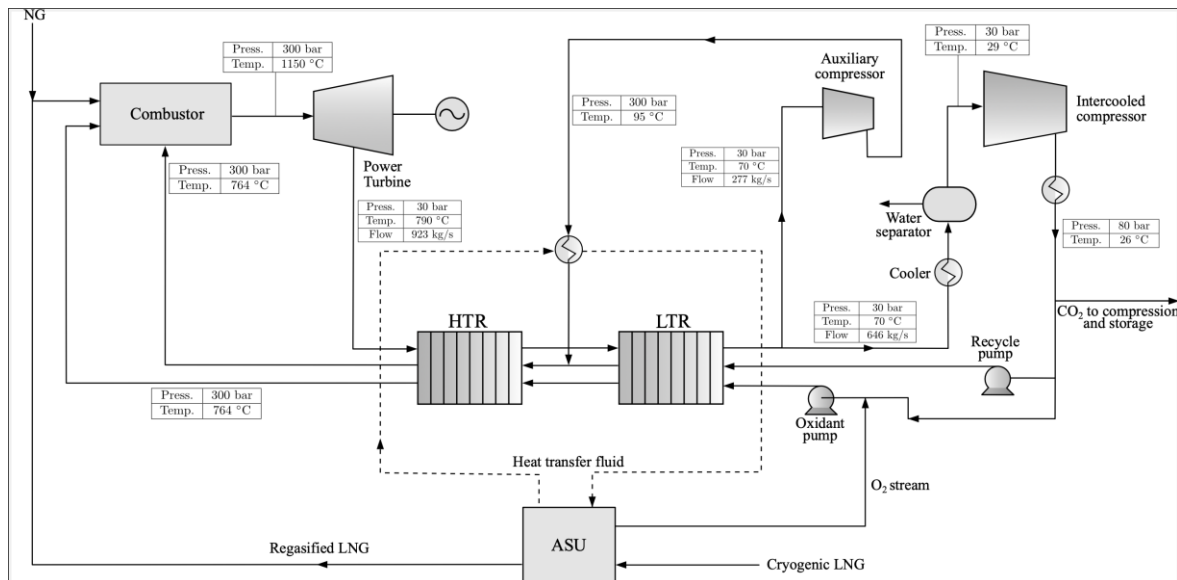 NG
Press. 300 bar
Temp. 1150 °C
Combustor
Press. 300 bar
Temp. 764 °C
Power
Turbine
Press. 30 bar
Temp. 790 °C
Flow 923 kg/s
Press. 300 bar
Temp. 95 °C
Auxiliary
compressor
Press. 30 bar
Temp. 70 °C
Flow 277 kg/s
Press. 30 bar
Temp. 29 °C
Intercooled
compressor
Water
separator
Cooler
Press. 80 bar
Temp. 26 °C
Press. 30 bar
Temp. 70 °C
Flow 646 kg/s
CO₂ to compression
and storage
HTR
LTR
Recycle
pump
Press. 300 bar
Temp. 764 °C
Oxidant
pump
Heat transfer fluid
O₂ stream
ASU
Regasified LNG
Cryogenic LNG